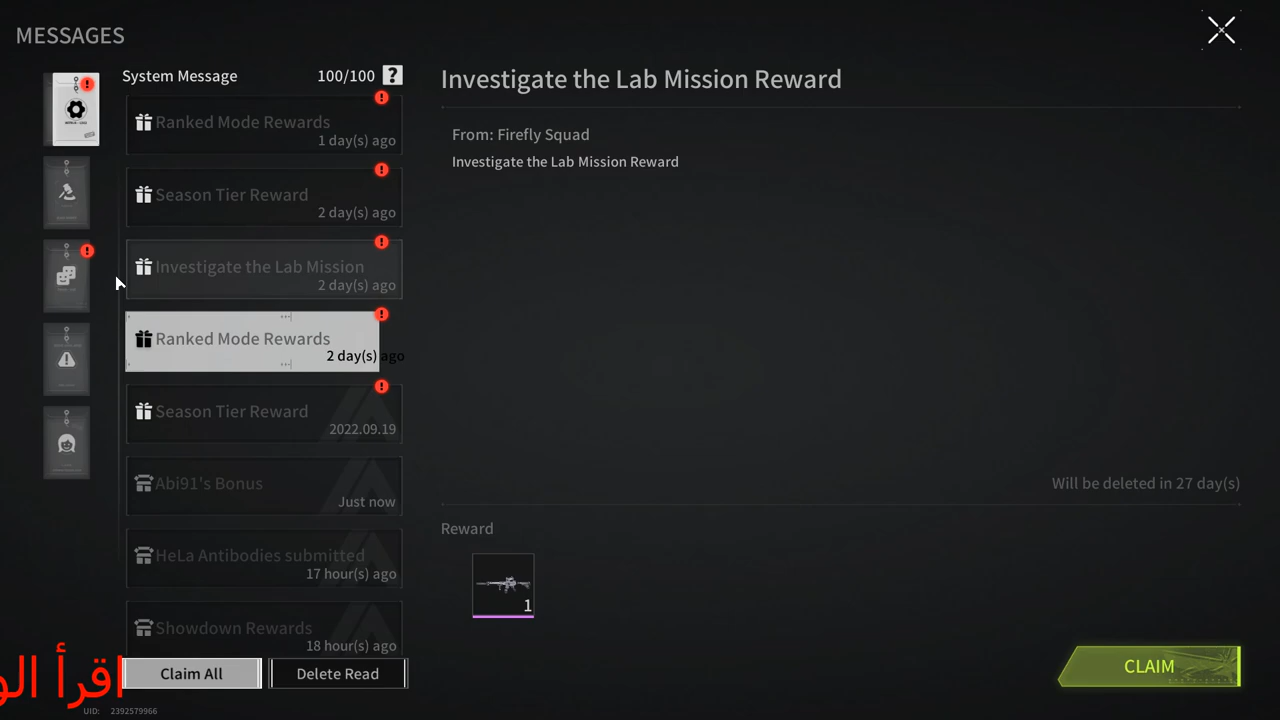 MESSAGES
System Message 100/100 ?
Ranked Mode Rewards
1 day(s) ago
Season Tier Reward
2 day(s) ago
Investigate the Lab Mission
2 day(s) ago
Ranked Mode Rewards
2 day(s) ago
Season Tier Reward
2022.09.19
Abi91's Bonus
Just now
HeLa Antibodies submitted
17 hour(s) ago
Showdown Rewards
18 hour(s) ago
Claim All
Delete Read
Investigate the Lab Mission Reward
From: Firefly Squad
Investigate the Lab Mission Reward
Will be deleted in 27 day(s)
Reward
1
CLAIM
اقرأ
UID: 2392579966